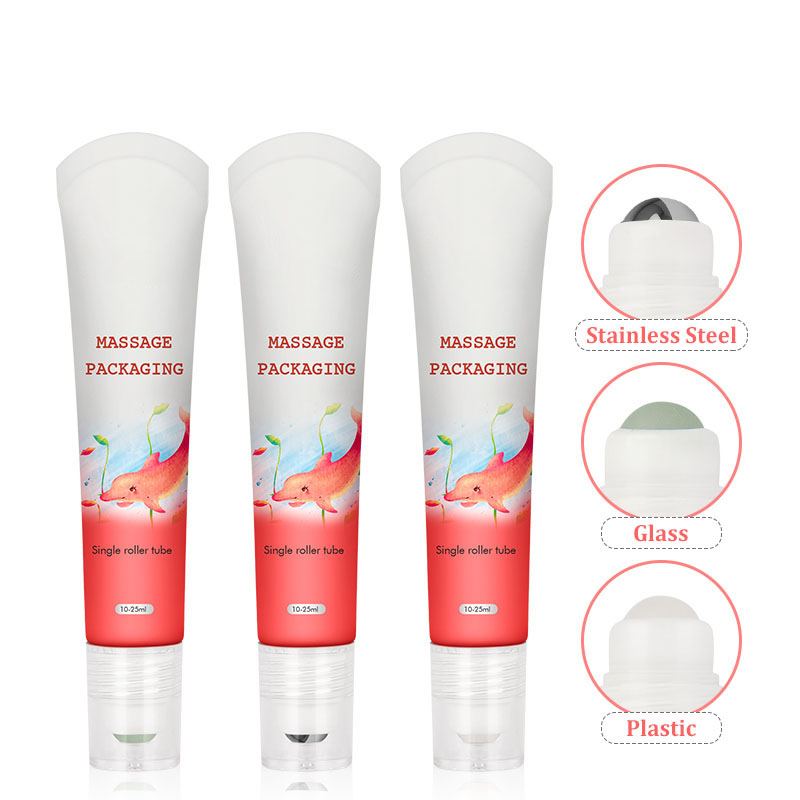 MASSAGE
PACKAGING
Single roller tube
10-25ml
MASSAGE
PACKAGING
Single roller tube
10-25ml
MASSAGE
PACKAGING
Single roller tube
10-25ml
Stainless Steel
Glass
Plastic